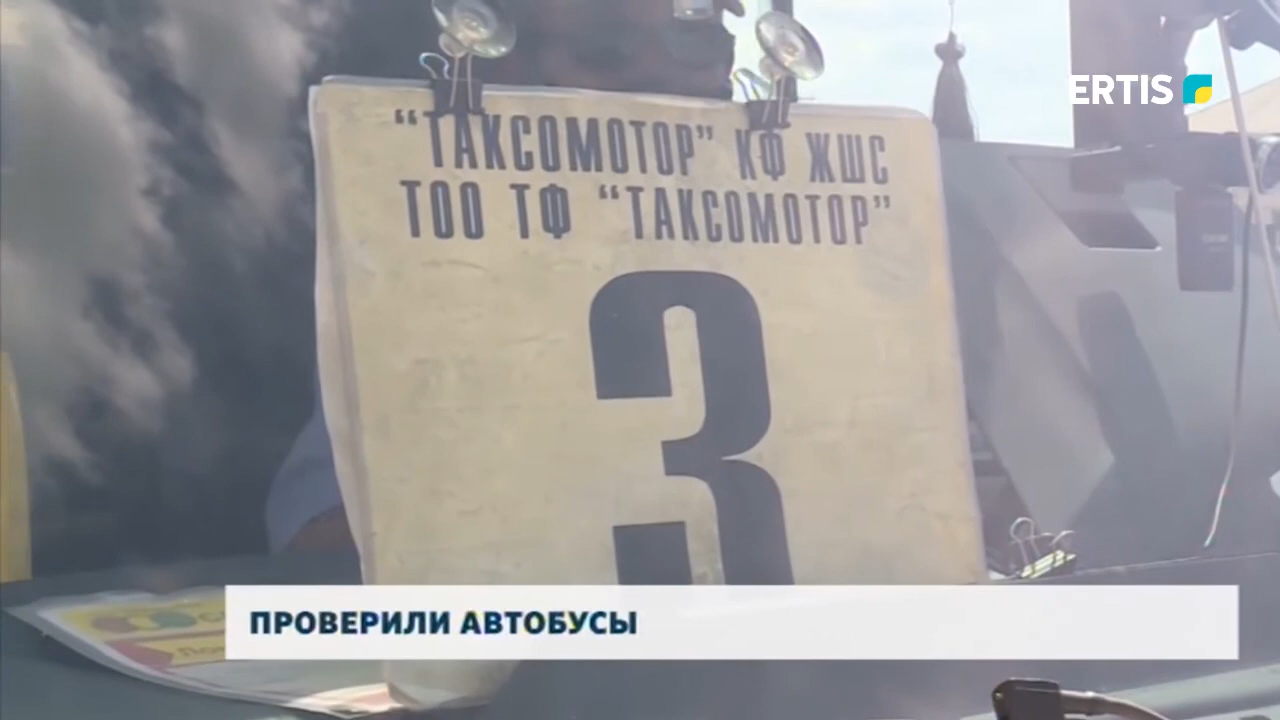 ERTIS
“ТАКСОМОТОР” КФ ЖШС
ТОО ТФ “ТАКСОМОТОР”
3
ПРОВЕРИЛИ АВТОБУСЫ